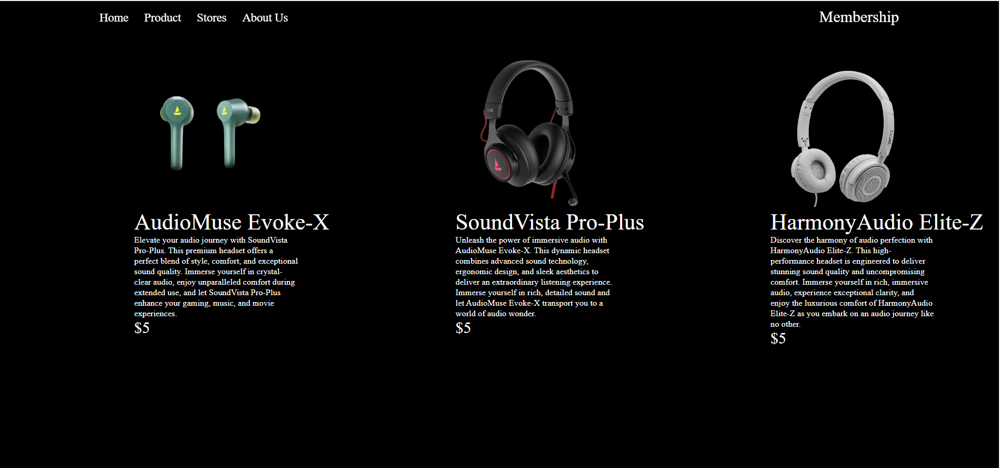 Home Product Stores About Us Membership
boAt
boAt
AudioMuse Evoke-X
Elevate your audio journey with SoundVista
Pro-Plus. This premium headset offers a
perfect blend of style, comfort, and exceptional
sound quality. Immerse yourself in crystal-
clear audio, enjoy unparalleled comfort during
extended use, and let SoundVista Pro-Plus
enhance your gaming, music, and movie
experiences.
$5
SoundVista Pro-Plus
Unleash the power of immersive audio with
AudioMuse Evoke-X. This dynamic headset
combines advanced sound technology,
ergonomic design, and sleek aesthetics to
deliver an extraordinary listening experience.
Immerse yourself in rich, detailed sound and
let AudioMuse Evoke-X transport you to a
world of audio wonder.
$5
HarmonyAudio Elite-Z
Discover the harmony of audio perfection with
HarmonyAudio Elite-Z. This high-
performance headset is engineered to deliver
stunning sound quality and uncompromising
comfort. Immerse yourself in rich, immersive
audio, experience exceptional clarity, and
enjoy the luxurious comfort of HarmonyAudio
Elite-Z as you embark on an audio journey like
no other.
$5